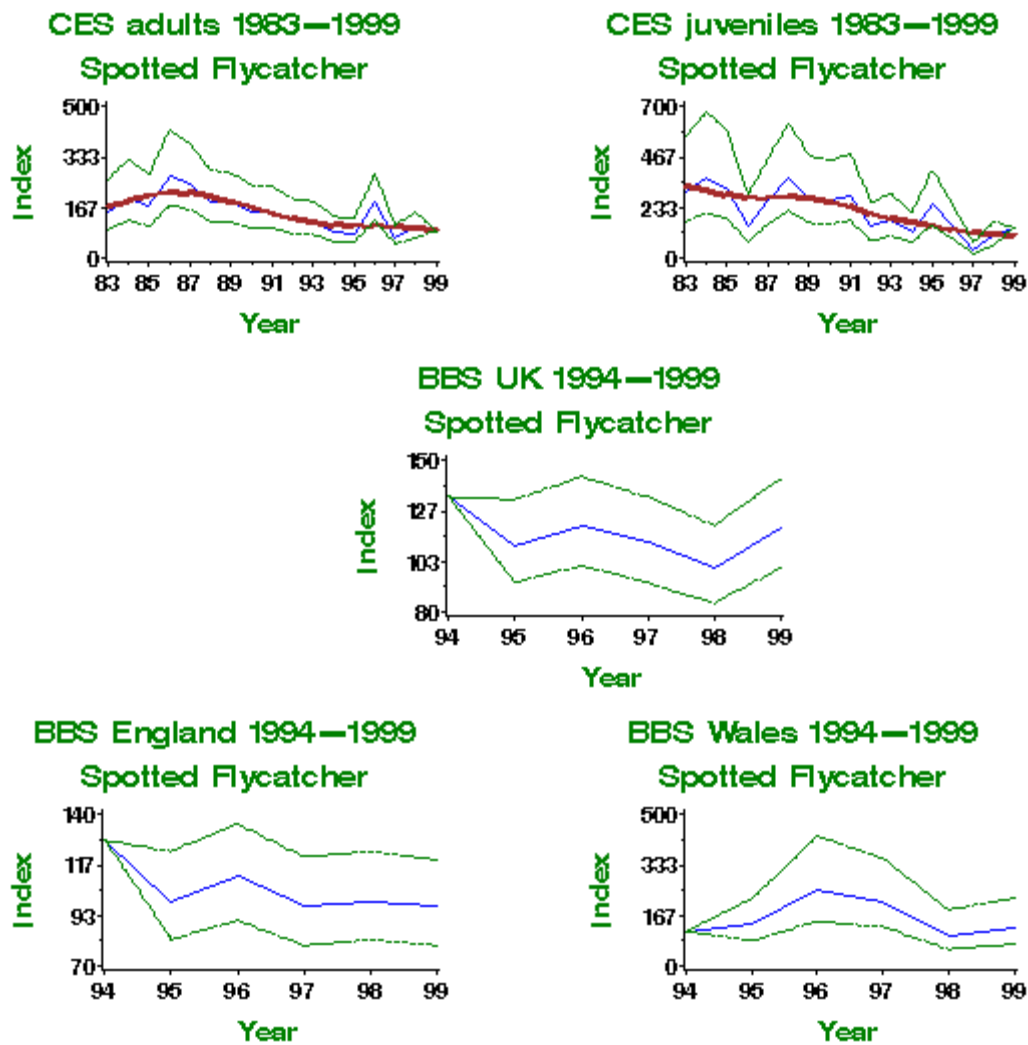 CES adults 1983—1999
Spotted Flycatcher
500
333
167
0
Index
83 85 87 89 91 93 95 97 99
Year
CES juveniles 1983—1999
Spotted Flycatcher
700
467
233
0
Index
83 85 87 89 91 93 95 97 99
Year
BBS UK 1994—1999
Spotted Flycatcher
150
127
103
80
Index
94 95 96 97 98 99
Year
BBS England 1994—1999
Spotted Flycatcher
140
117
93
70
Index
94 95 96 97 98 99
Year
BBS Wales 1994—1999
Spotted Flycatcher
500
333
167
0
Index
94 95 96 97 98 99
Year